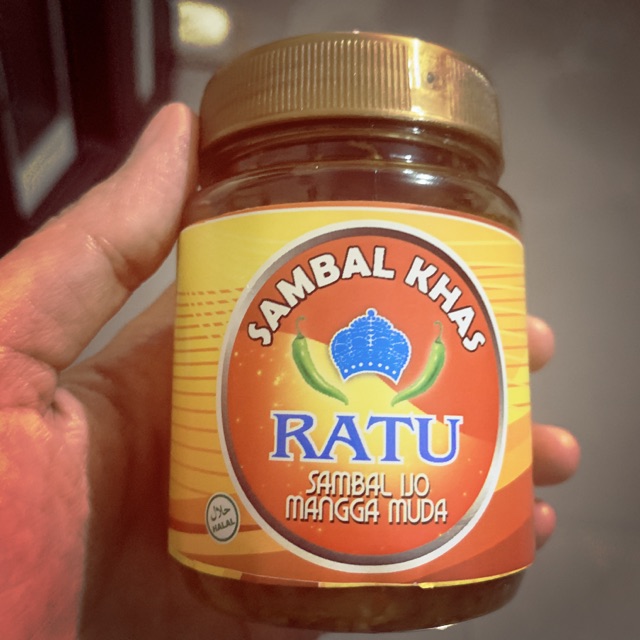 SAMBAL KHAS
RATU
SAMBAL IJO
MANGGA MUDA
حلال
HALAL